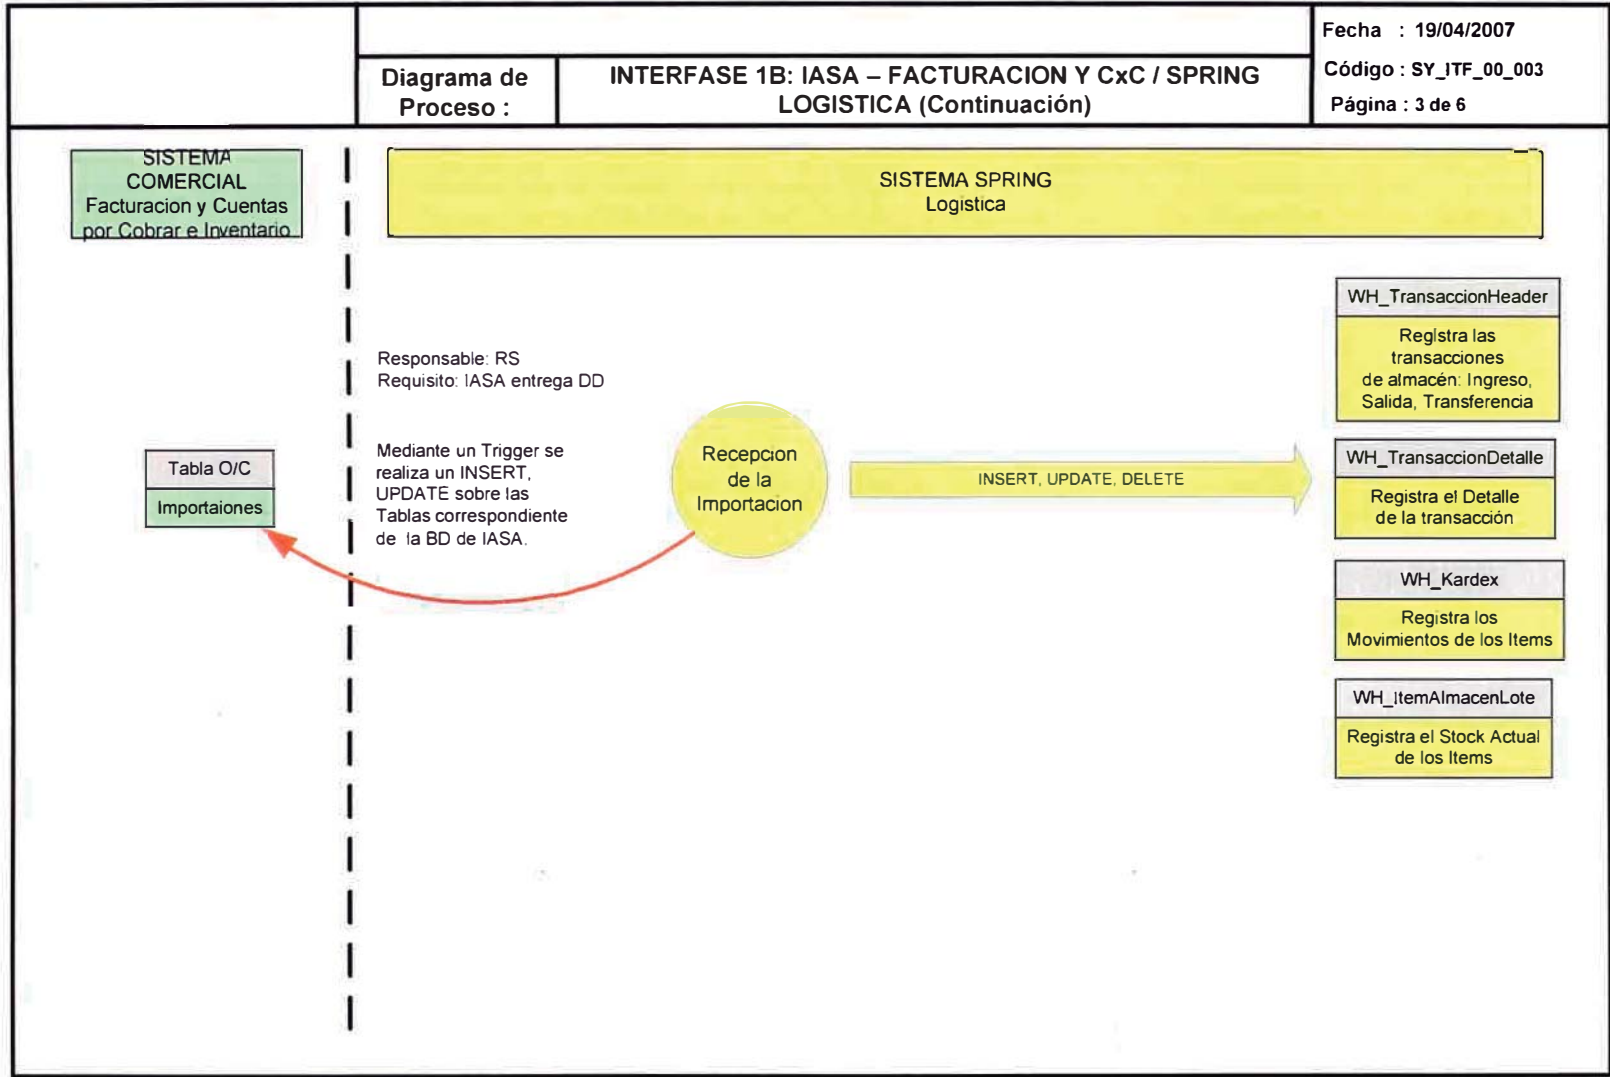 Fecha : 19/04/2007
Diagrama de
Proceso :
INTERFASE 1B: IASA – FACTURACION Y CxC / SPRING
LOGISTICA (Continuación)
Código : SY_ITF_00_003
Página : 3 de 6
SISTEMA
COMERCIAL
Facturacion y Cuentas
por Cobrar e Inventario
SISTEMA SPRING
Logistica
Responsable: RS
Requisito: IASA entrega DD
Mediante un Trigger se
realiza un INSERT,
UPDATE sobre las
Tablas correspondiente
de la BD de IASA.
Tabla O/C
Importaiones
Recepcion
de la
Importacion
INSERT, UPDATE, DELETE
WH_TransaccionHeader
Registra las
transacciones
de almacén: Ingreso,
Salida, Transferencia
WH_TransaccionDetalle
Registra el Detalle
de la transacción
WH_Kardex
Registra los
Movimientos de los Items
WH_ItemAlmacenLote
Registra el Stock Actual
de los Items